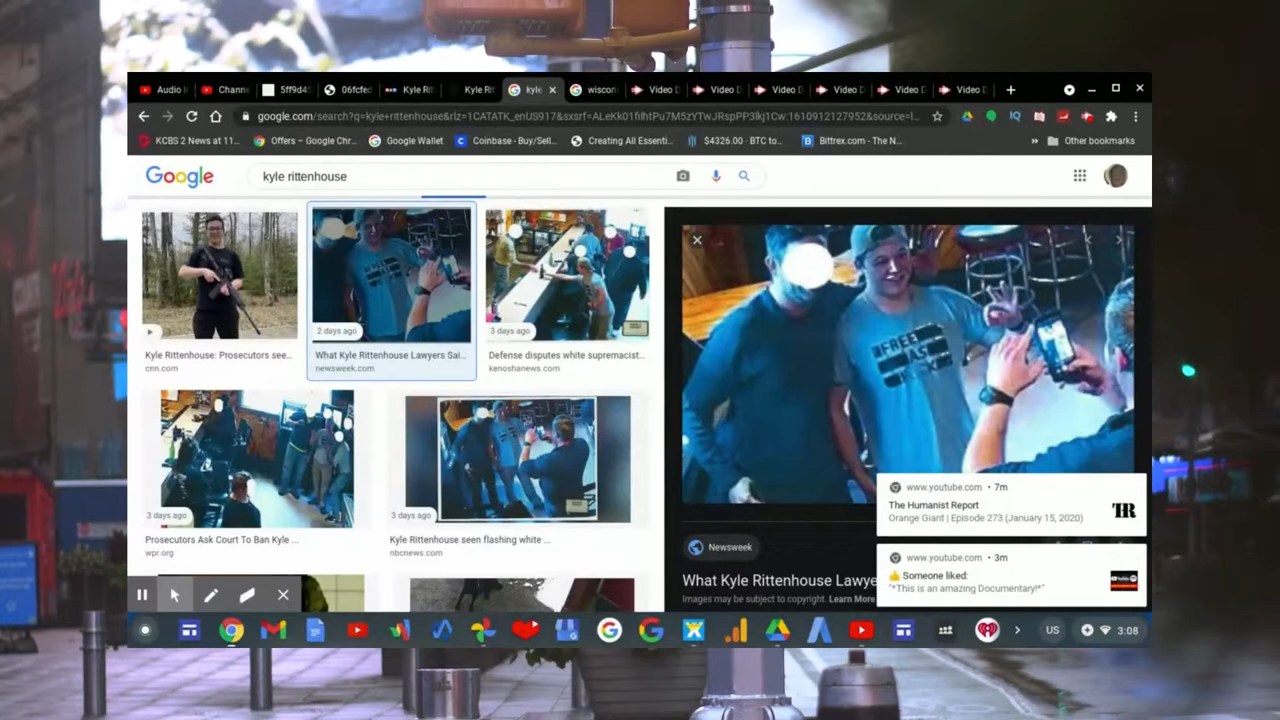 Audio
Chann
5ff9d4
06fcfec
Kyle Rit
Kyle Rit
kyle
wiscon
Video D
Video D
Video D
Video D
Video D
Video D
google.com/search?q=kyle+rittenhouse&rlz=1CATATK_enUS917&sxsrf=ALeKk01filhtPu7M5zYTwJRspPP3lkj1Cw:1610912127952&source=l...
KCBS 2 News at 11...
Offers – Google Chr...
Google Wallet
Coinbase - Buy/Sell...
Creating All Essenti...
$4326.00 · BTC to...
Bittrex.com - The N...
Other bookmarks
Google
kyle rittenhouse
Kyle Rittenhouse: Prosecutors see...
cnn.com
2 days ago
What Kyle Rittenhouse Lawyers Sai...
newsweek.com
3 days ago
Defense disputes white supremacist...
kenoshanews.com
3 days ago
Prosecutors Ask Court To Ban Kyle ...
wpr.org
3 days ago
Kyle Rittenhouse seen flashing white ...
nbcnews.com
FREE
AS
Newsweek
What Kyle Rittenhouse Lawye
Images may be subject to copyright. Learn More
www.youtube.com • 7m
The Humanist Report
Orange Giant | Episode 273 (January 15, 2020)
HR
www.youtube.com • 3m
Someone liked:
"*This is an amazing Documentary!*"
US
3:08